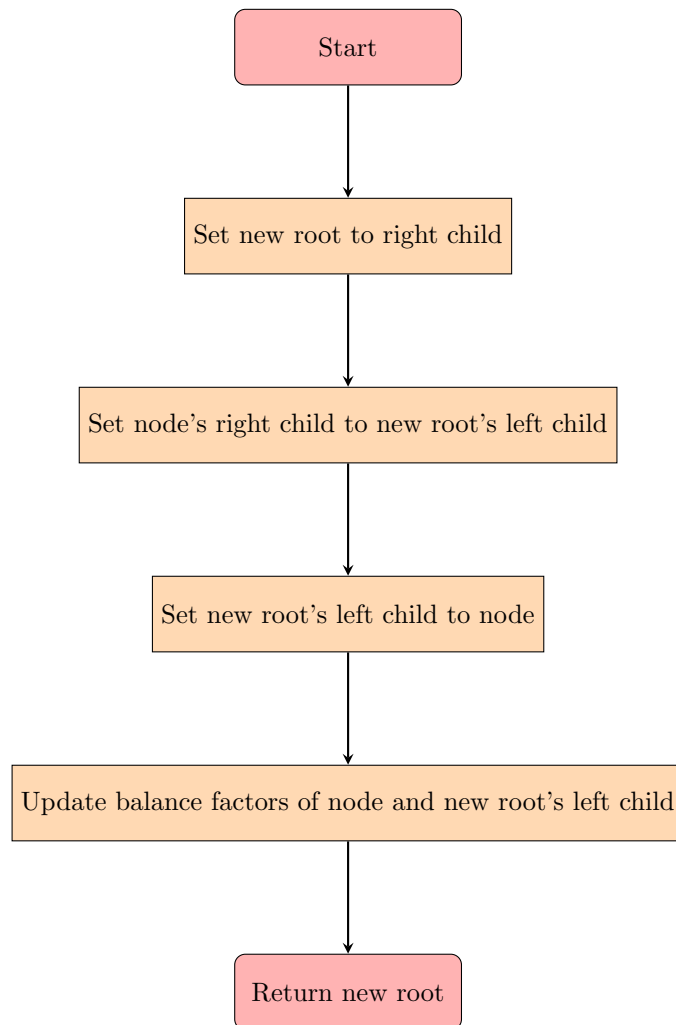 Start
Set new root to right child
Set node's right child to new root's left child
Set new root's left child to node
Update balance factors of node and new root's left child
Return new root